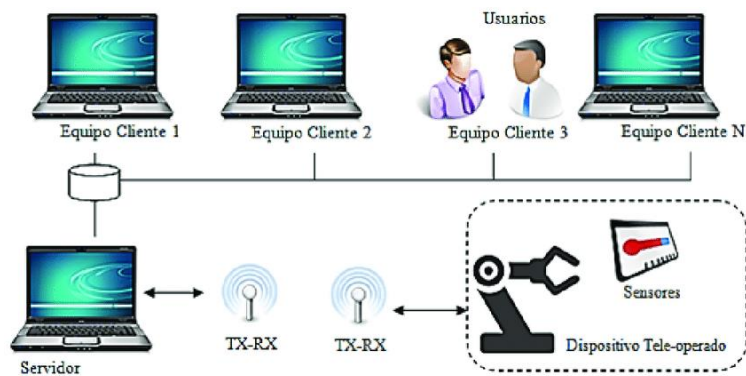 Usuarios
Equipo Cliente 1
Equipo Cliente 2
Equipo Cliente 3
Equipo Cliente N
Sensores
TX-RX
TX-RX
Dispositivo Tele-operado
Servidor